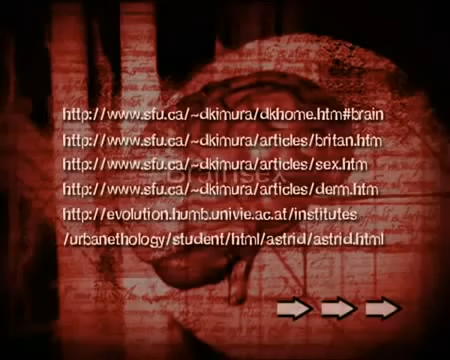 http://www.sfu.ca/~dkimura/dkhome.htm#brain
http://www.sfu.ca/~dkimura/articles/britan.htm
http://www.sfu.ca/~dkimura/articles/sex.htm
Brainsex
http://www.sfu.ca/~dkimura/articles/derm.htm
http://evolution.humb.univie.ac.at/institutes
/urbanethology/student/html/astrid/astrid.html